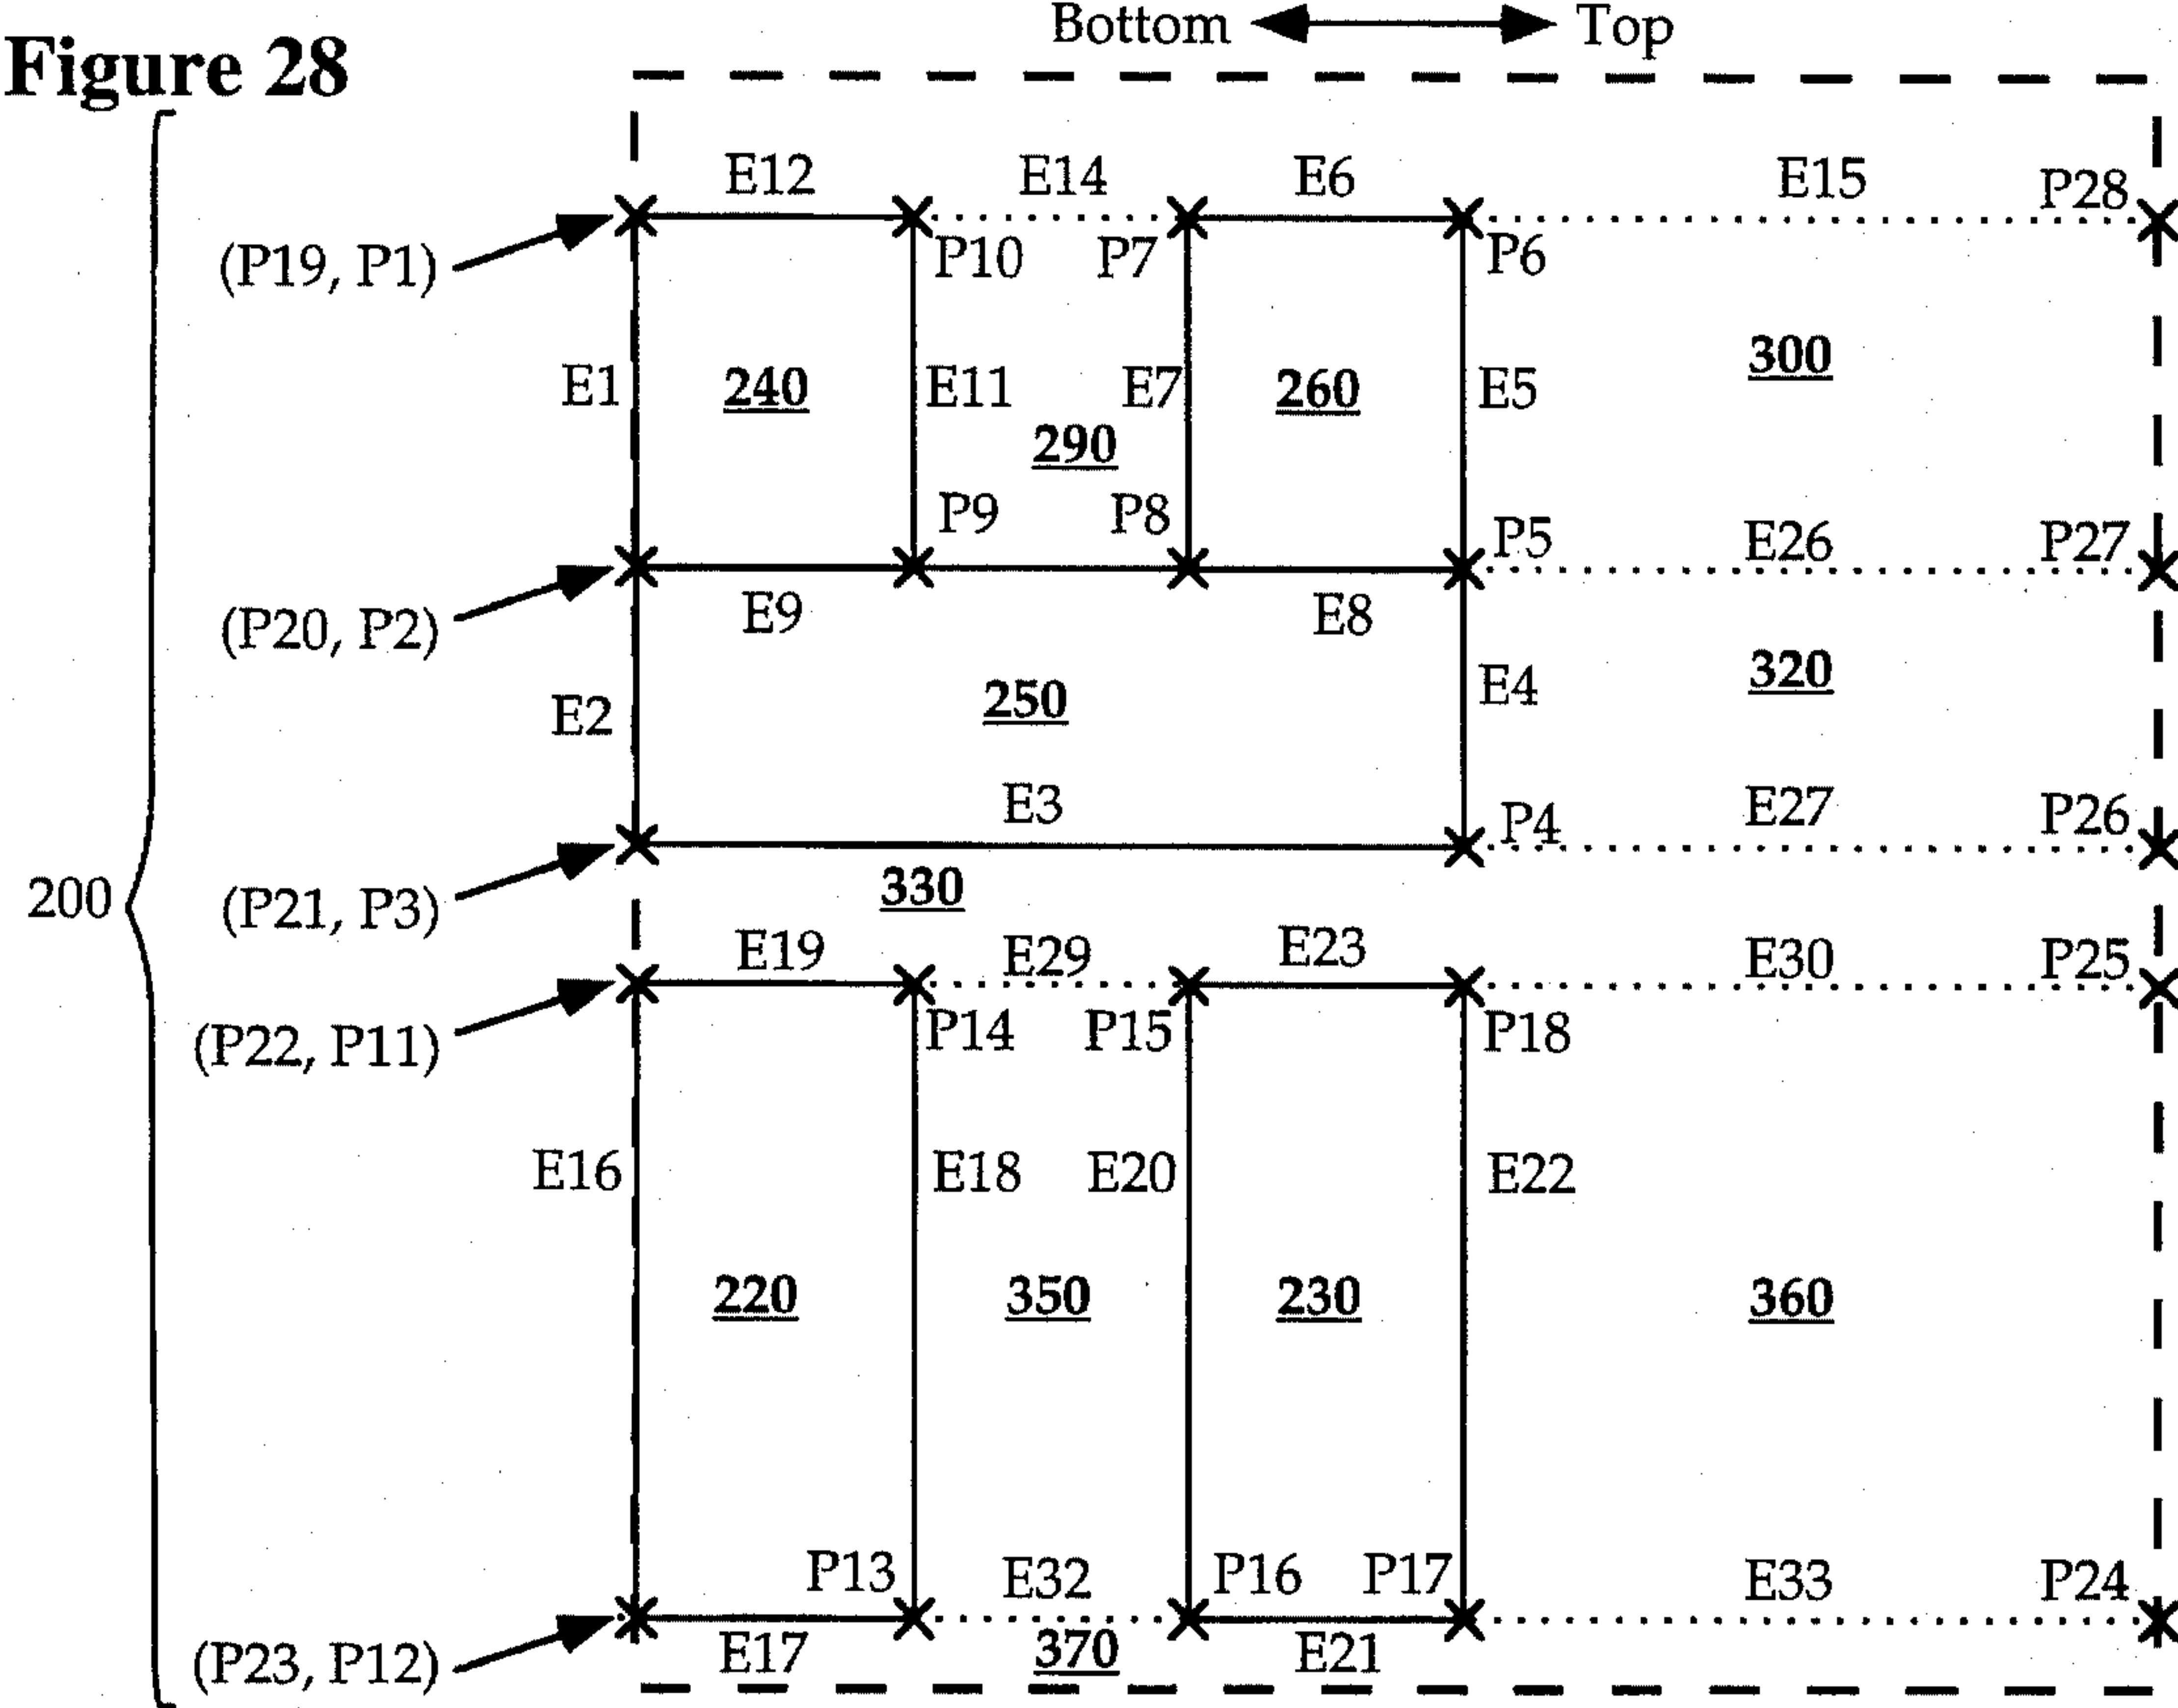 Bottom Top
Figure 28
E12 E14 E6 E15 P28
(P19, P1) P10 P7 P6
E1 240 E11 E7 260 E5 300
290
P9 P8 P5 E26 P27
(P20, P2) E9 E8
E2 250 E4 320
E3 P4 E27 P26
200 (P21, P3) 330
E19 E29 E23 E30 P25
(P22, P11) P14 P15 P18
E16 E18 E20 E22
220 350 230 360
P13 E32 P16 P17 E33 P24
(P23, P12) E17 370 E21